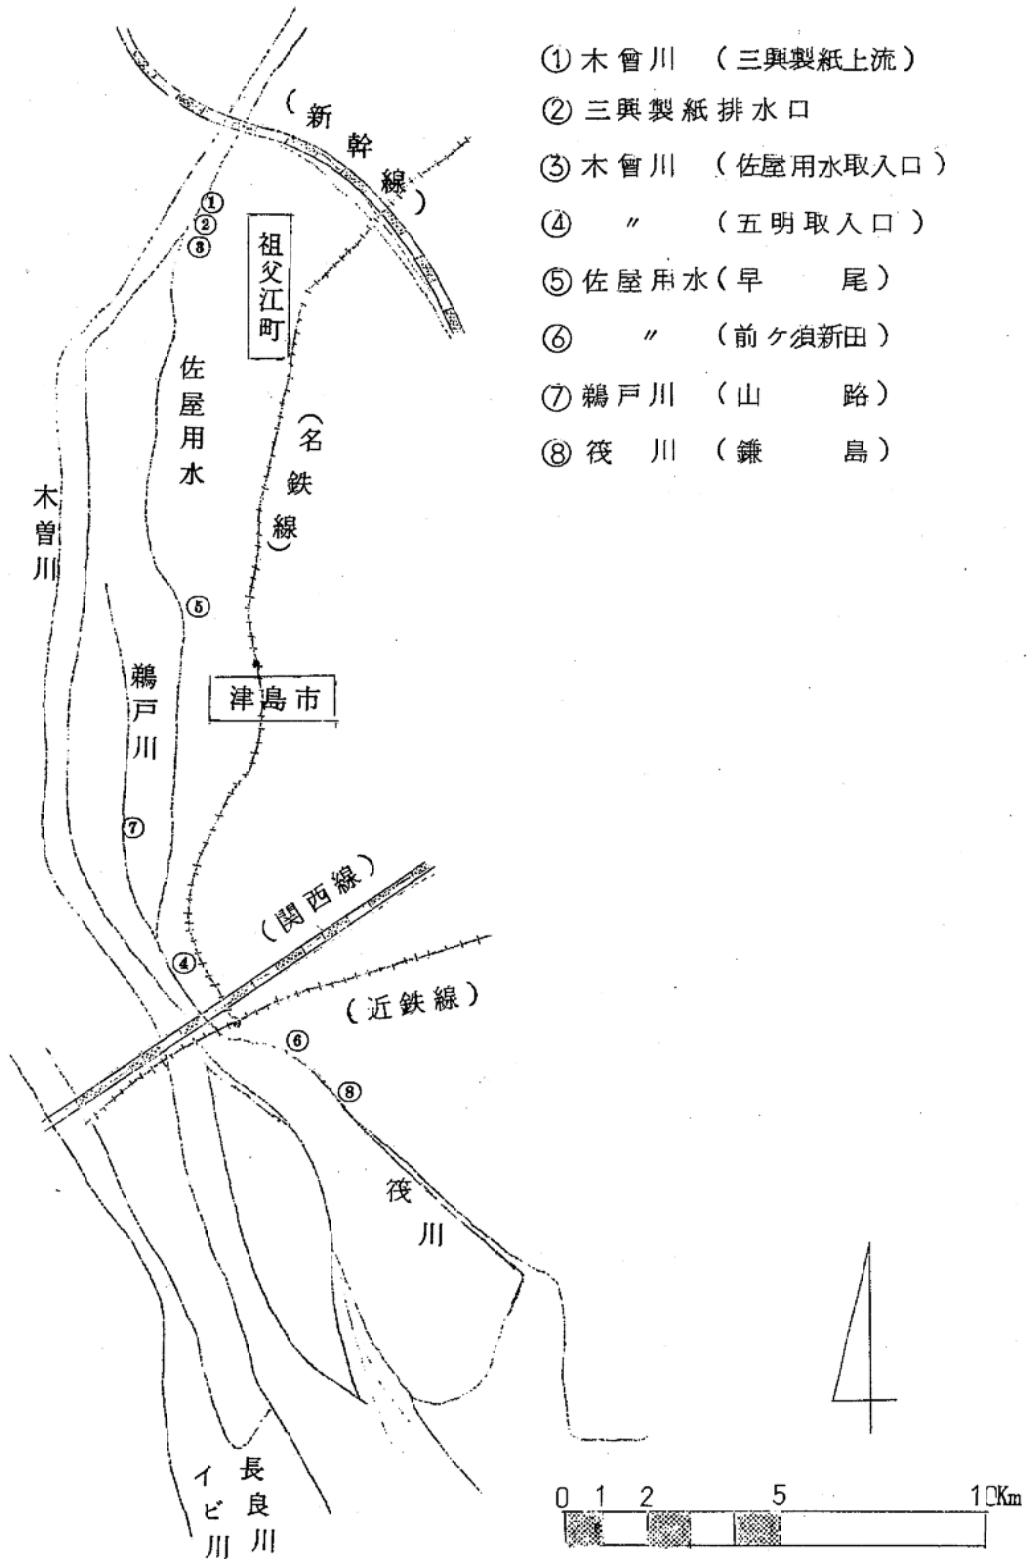 ① 木曾川 （三興製紙上流）
② 三興製紙排水口
③ 木曾川 （佐屋用水取入口）
④ 〃 （五明取入口）
⑤ 佐屋用水（早尾）
⑥ 〃 （前ケ須新田）
⑦ 鵜戸川 （山路）
⑧ 筏川 （鎌島）
（新幹線）
①
②
③
祖父江町
佐屋用水
（名鉄線）
木曽川
⑤
鵜戸川
津島市
⑦
（関西線）
④
（近鉄線）
⑥
⑧
筏川
イビ川
長良川
0 1 2 5 10Km